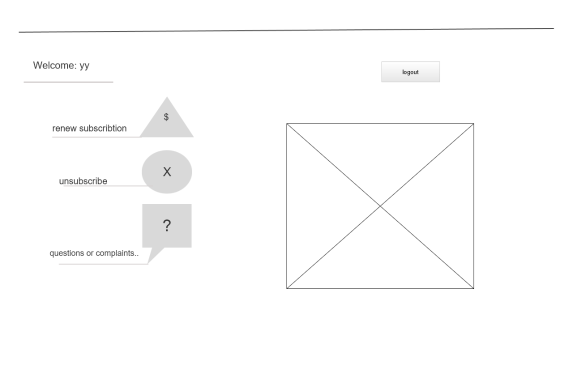 Welcome: yy
logout
$
renew subscribtion
X
unsubscribe
?
questions or complaints..